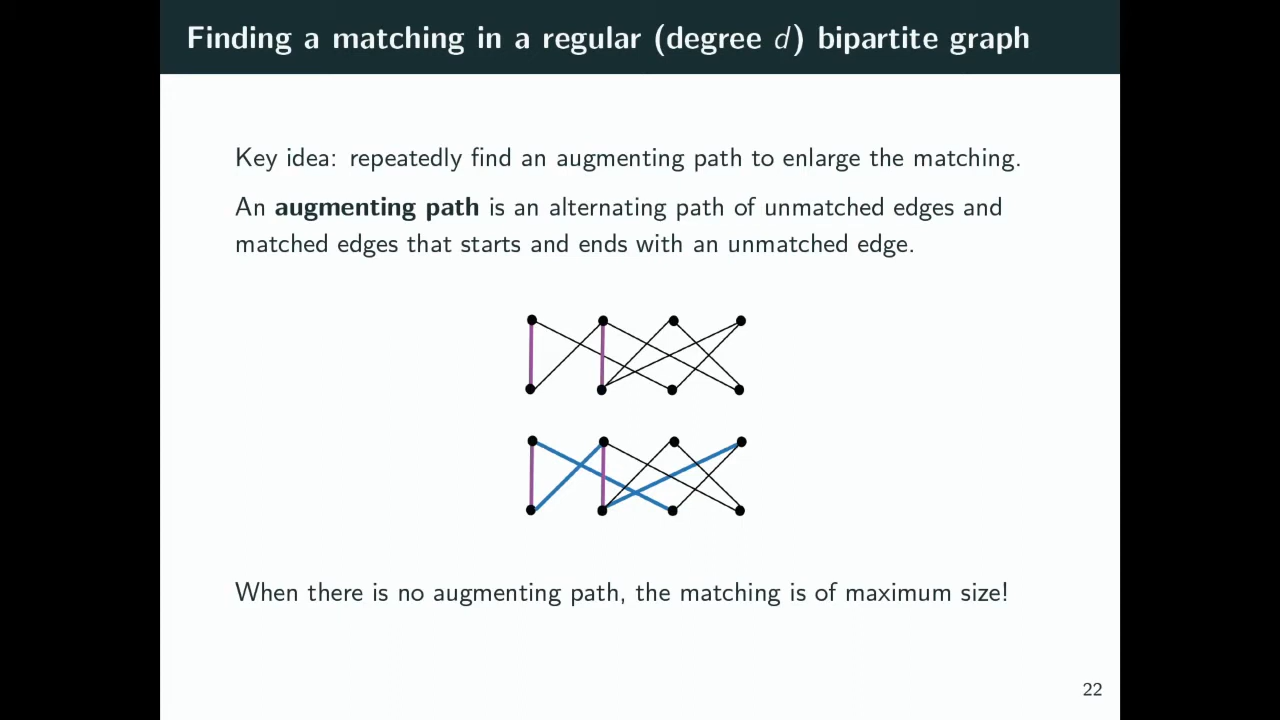 Finding a matching in a regular (degree d) bipartite graph
Key idea: repeatedly find an augmenting path to enlarge the matching.
An augmenting path is an alternating path of unmatched edges and
matched edges that starts and ends with an unmatched edge.
When there is no augmenting path, the matching is of maximum size!
22